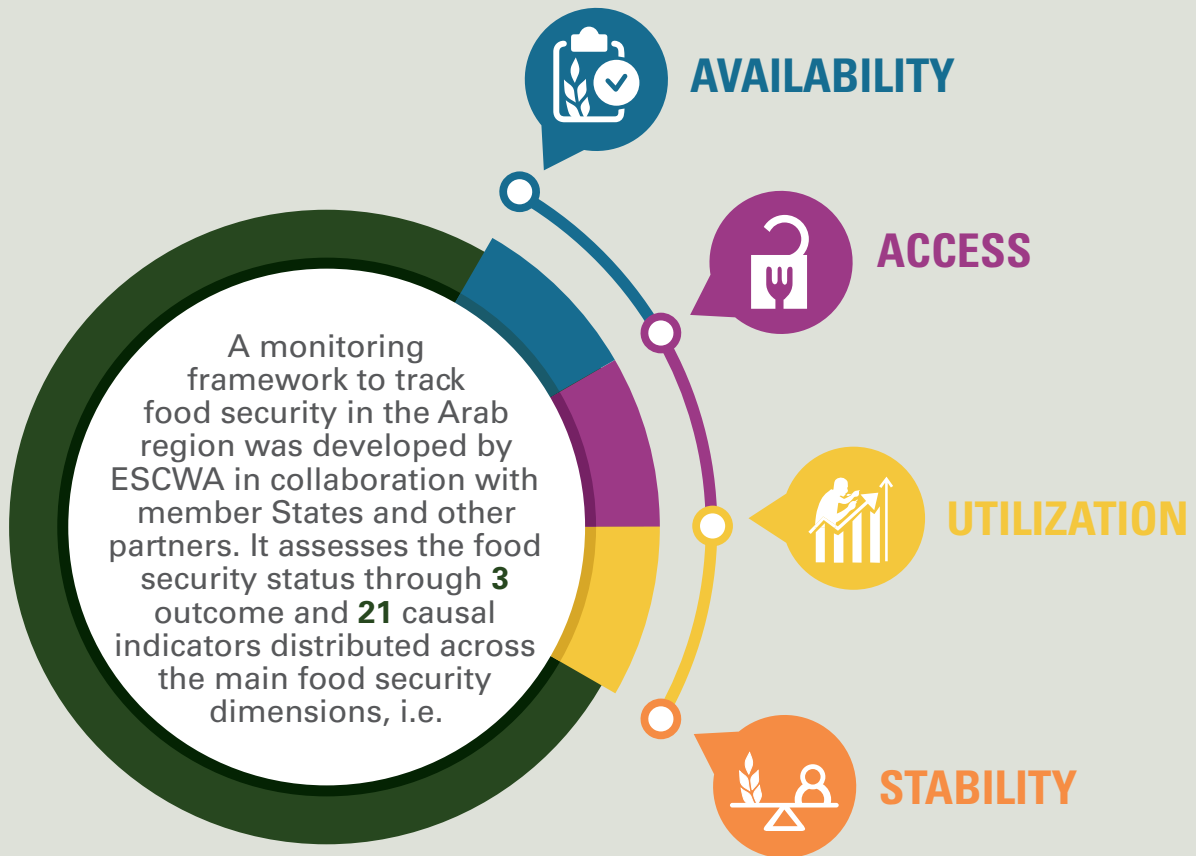 A monitoring
framework to track
food security in the Arab
region was developed by
ESCWA in collaboration with
member States and other
partners. It assesses the food
security status through 3
outcome and 21 causal
indicators distributed across
the main food security
dimensions, i.e.
AVAILABILITY
ACCESS
UTILIZATION
STABILITY